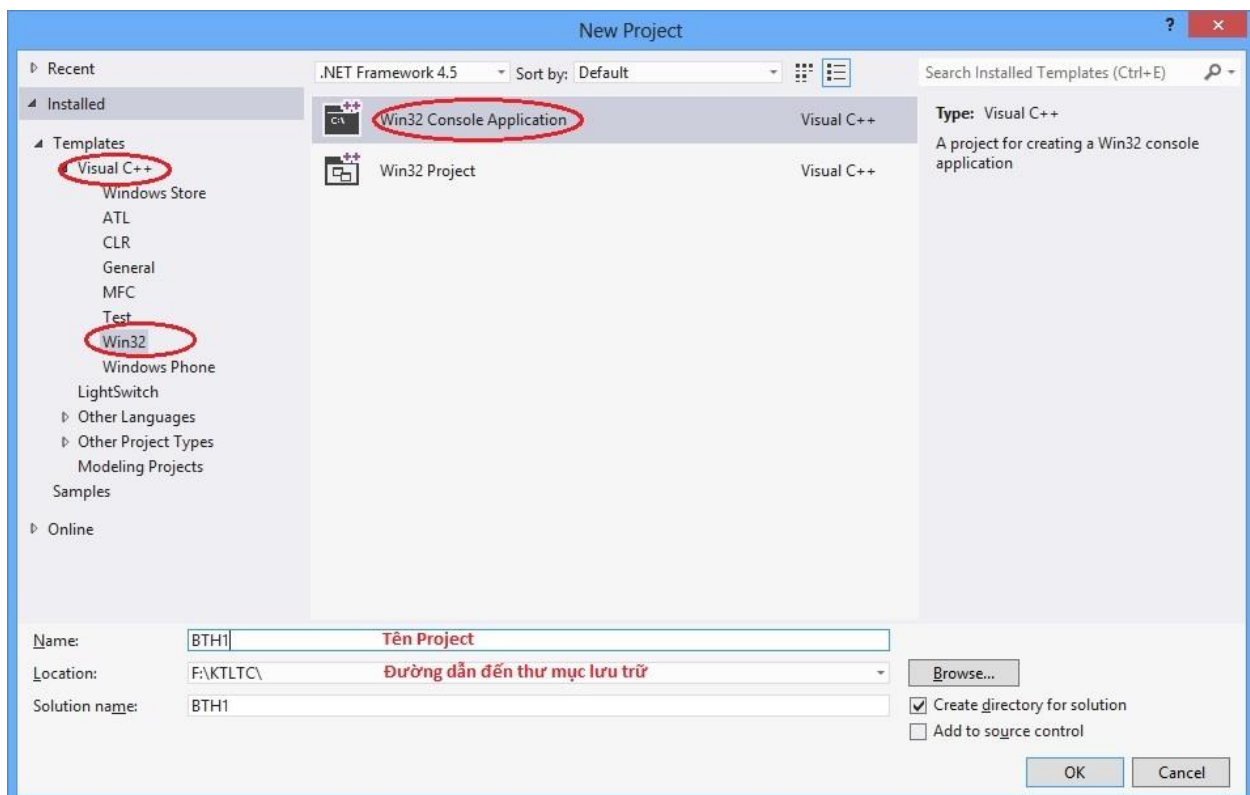 New Project
?
×
Recent
Installed
Templates
Visual C++
Windows Store
ATL
CLR
General
MFC
Test
Win32
Windows Phone
LightSwitch
Other Languages
Other Project Types
Modeling Projects
Samples
Online
.NET Framework 4.5 Sort by: Default
Win32 Console Application Visual C++
Win32 Project Visual C++
Search Installed Templates (Ctrl+E)
Type: Visual C++
A project for creating a Win32 console
application
Name: BTH1 Tên Project
Location: F:\KTLTC\ Đường dẫn đến thư mục lưu trữ Browse...
Solution name: BTH1 Create directory for solution
Add to source control
OK Cancel